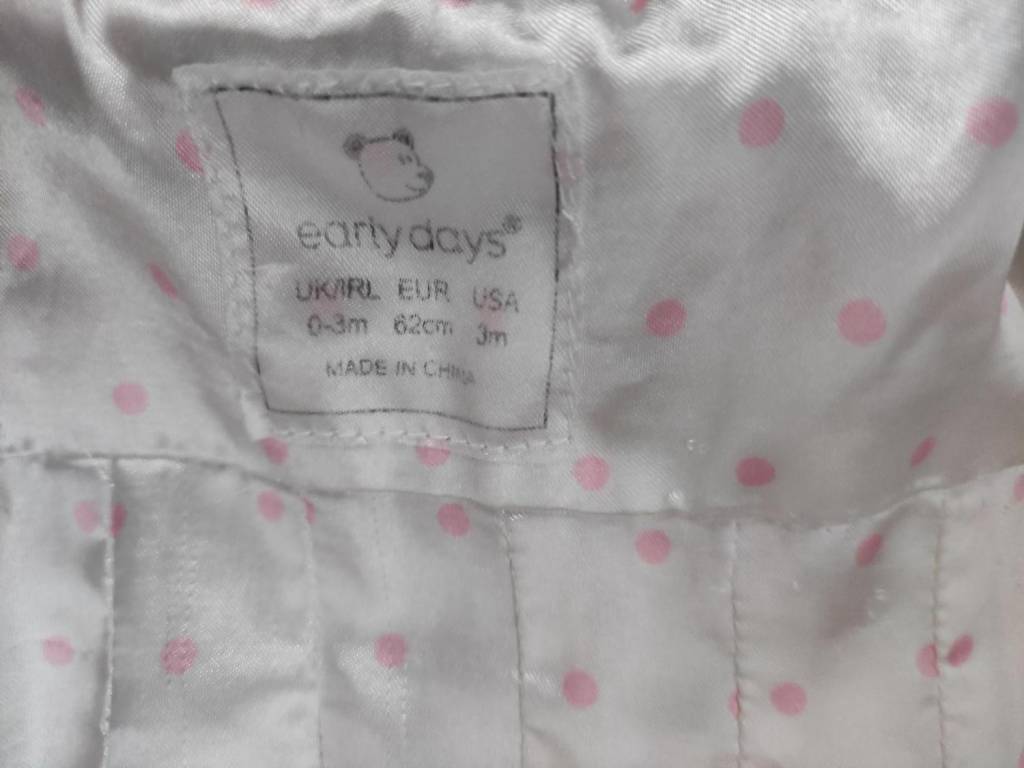 early days®
UK/IRL EUR USA
0-3m 62cm 3m
MADE IN CHINA